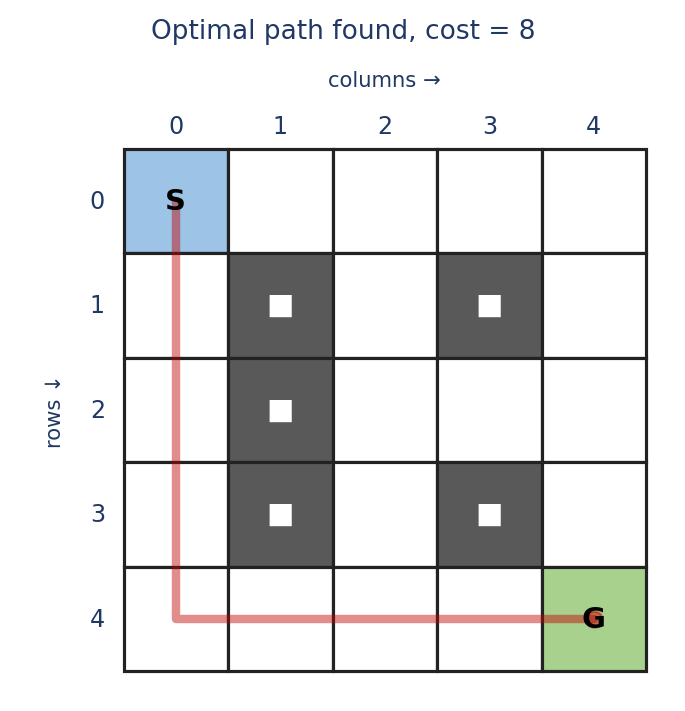 Optimal path found, cost = 8
columns →
0 1 2 3 4
0 S
1
2
rows ↓
3
4 G